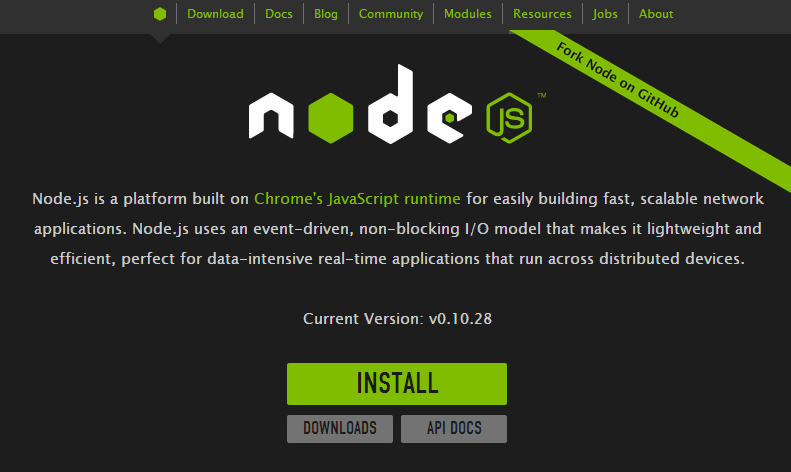 Download Docs Blog Community Modules Resources Jobs About
Fork Node on GitHub
node JS ™
Node.js is a platform built on Chrome's JavaScript runtime for easily building fast, scalable network
applications. Node.js uses an event-driven, non-blocking I/O model that makes it lightweight and
efficient, perfect for data-intensive real-time applications that run across distributed devices.
Current Version: v0.10.28
INSTALL
DOWNLOADS API DOCS